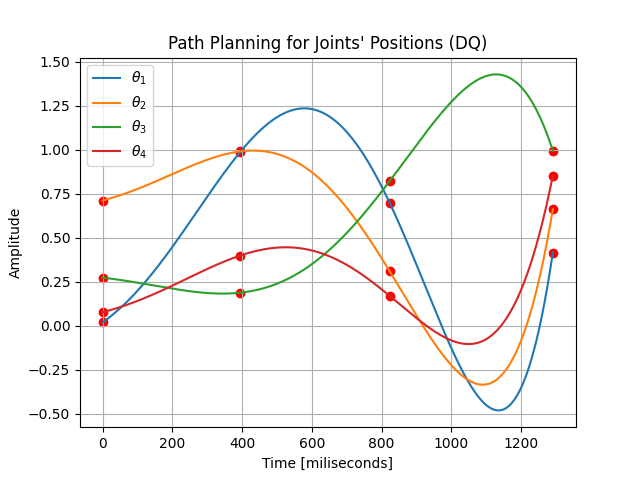 Path Planning for Joints' Positions (DQ)
1.50
1.25
1.00
0.75
0.50
0.25
0.00
−0.25
−0.50
Amplitude
θ1
θ2
θ3
θ4
0 200 400 600 800 1000 1200
Time [miliseconds]